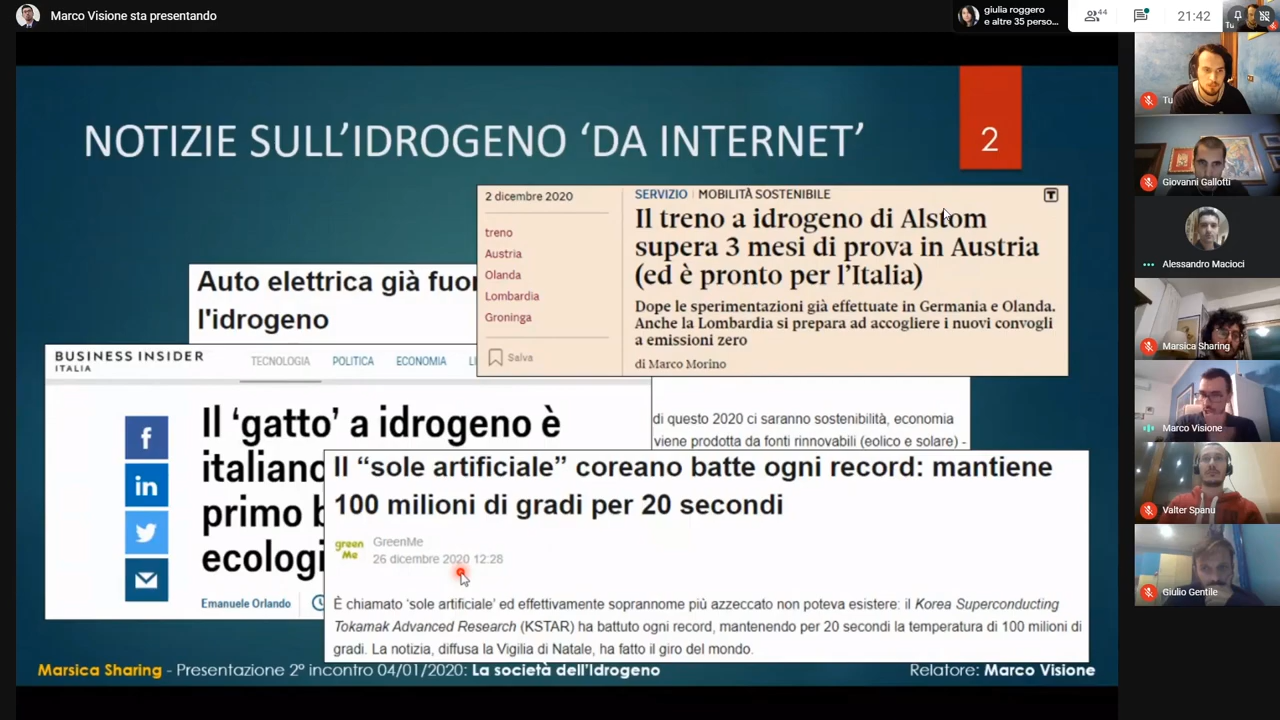 Marco Visione sta presentando
giulia roggero
e altre 35 perso...
44
21:42
Tu
NOTIZIE SULL'IDROGENO 'DA INTERNET'
2
2 dicembre 2020
treno
Austria
Olanda
Lombardia
Groninga
Salva
SERVIZIO | MOBILITÀ SOSTENIBILE
T
Il treno a idrogeno di Alstom
supera 3 mesi di prova in Austria
(ed è pronto per l'Italia)
Dopo le sperimentazioni già effettuate in Germania e Olanda.
Anche la Lombardia si prepara ad accogliere i nuovi convogli
a emissioni zero
di Marco Morino
Auto elettrica già fuor
l'idrogeno
BUSINESS INSIDER
ITALIA
TECNOLOGIA POLITICA ECONOMIA
Il 'gatto' a idrogeno è
italiano
primo b
ecologi
Emanuele Orlando
di questo 2020 ci saranno sostenibilità, economia
viene prodotta da fonti rinnovabili (eolico e solare) -
Il “sole artificiale” coreano batte ogni record: mantiene
100 milioni di gradi per 20 secondi
green
Me
GreenMe
26 dicembre 2020 12:28
È chiamato 'sole artificiale' ed effettivamente soprannome più azzeccato non poteva esistere: il Korea Superconducting
Tokamak Advanced Research (KSTAR) ha battuto ogni record, mantenendo per 20 secondi la temperatura di 100 milioni di
gradi. La notizia, diffusa la Vigilia di Natale, ha fatto il giro del mondo.
Marsica Sharing - Presentazione 2° incontro 04/01/2020: La società dell'Idrogeno
Relatore: Marco Visione
Tu
Giovanni Gallotti
Alessandro Macioci
Marsica Sharing
Marco Visione
Valter Spanu
Giulio Gentile